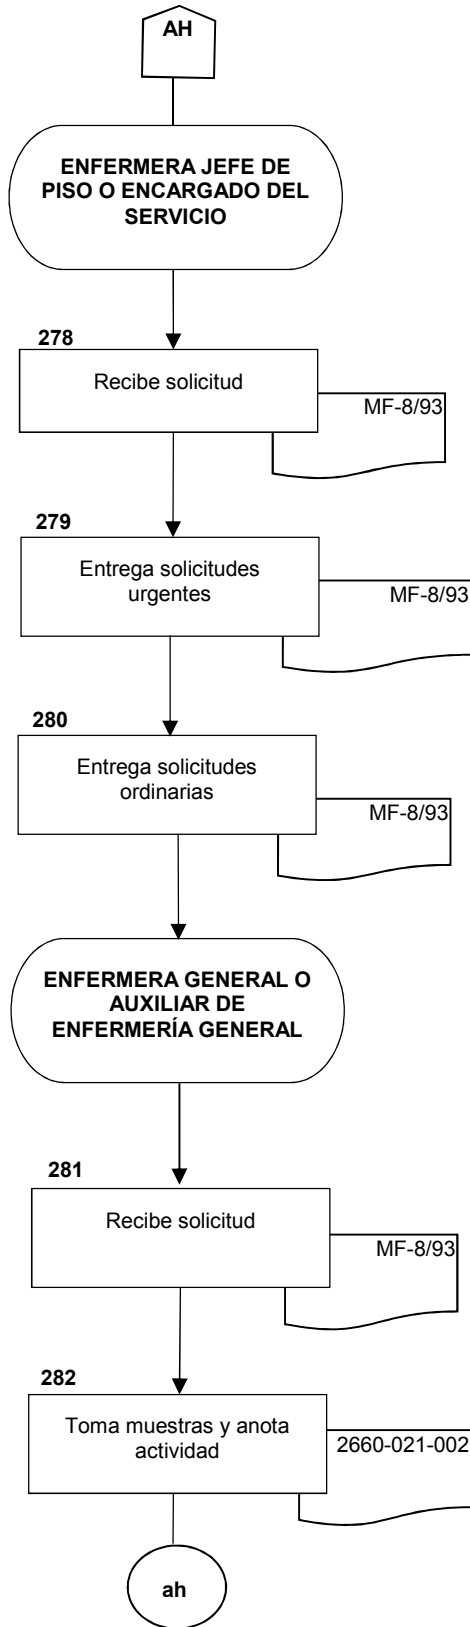 AH
ENFERMERA JEFE DE
PISO O ENCARGADO DEL
SERVICIO
278
Recibe solicitud
MF-8/93
279
Entrega solicitudes
urgentes
MF-8/93
280
Entrega solicitudes
ordinarias
MF-8/93
ENFERMERA GENERAL O
AUXILIAR DE
ENFERMERÍA GENERAL
281
Recibe solicitud
MF-8/93
282
Toma muestras y anota
actividad
2660-021-002
ah